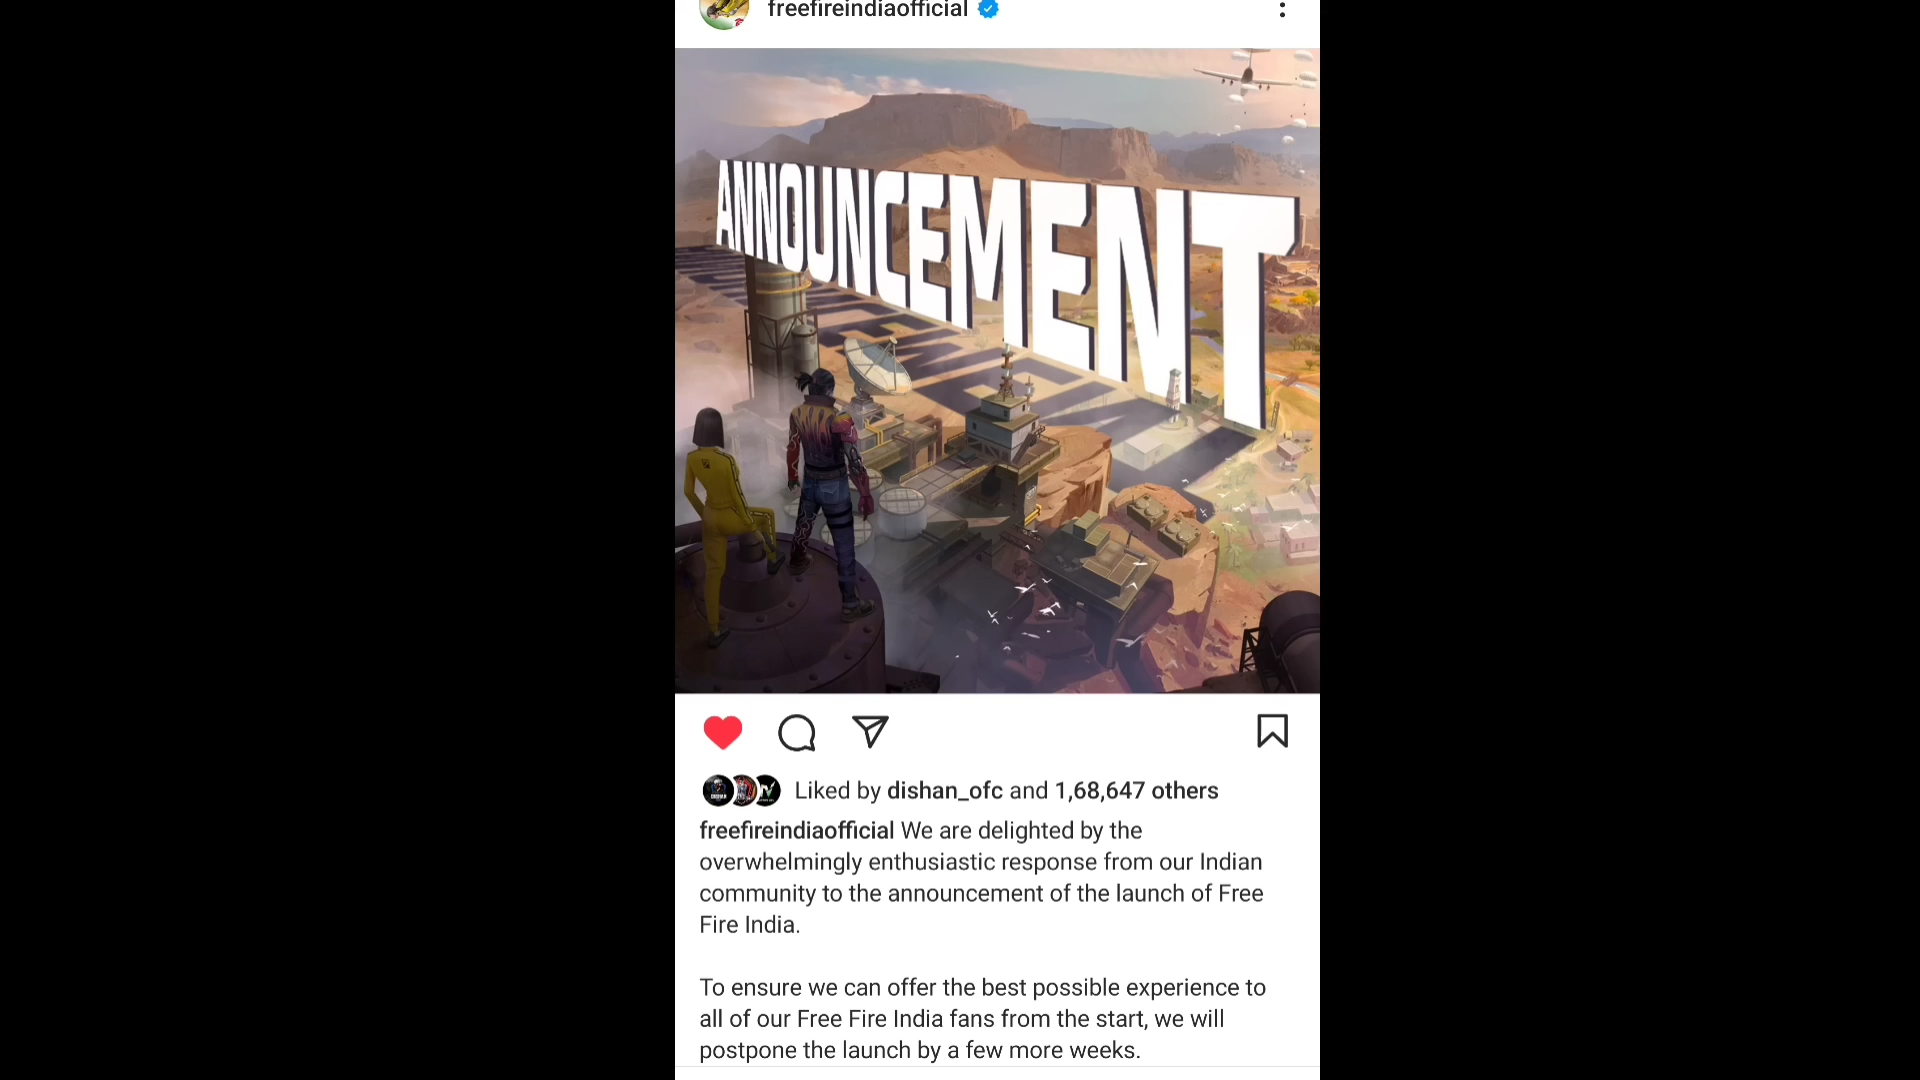 freefireindiaofficial
ANNOUNCEMENT
Liked by dishan_ofc and 1,68,647 others
freefireindiaofficial We are delighted by the
overwhelmingly enthusiastic response from our Indian
community to the announcement of the launch of Free
Fire India.
To ensure we can offer the best possible experience to
all of our Free Fire India fans from the start, we will
postpone the launch by a few more weeks.